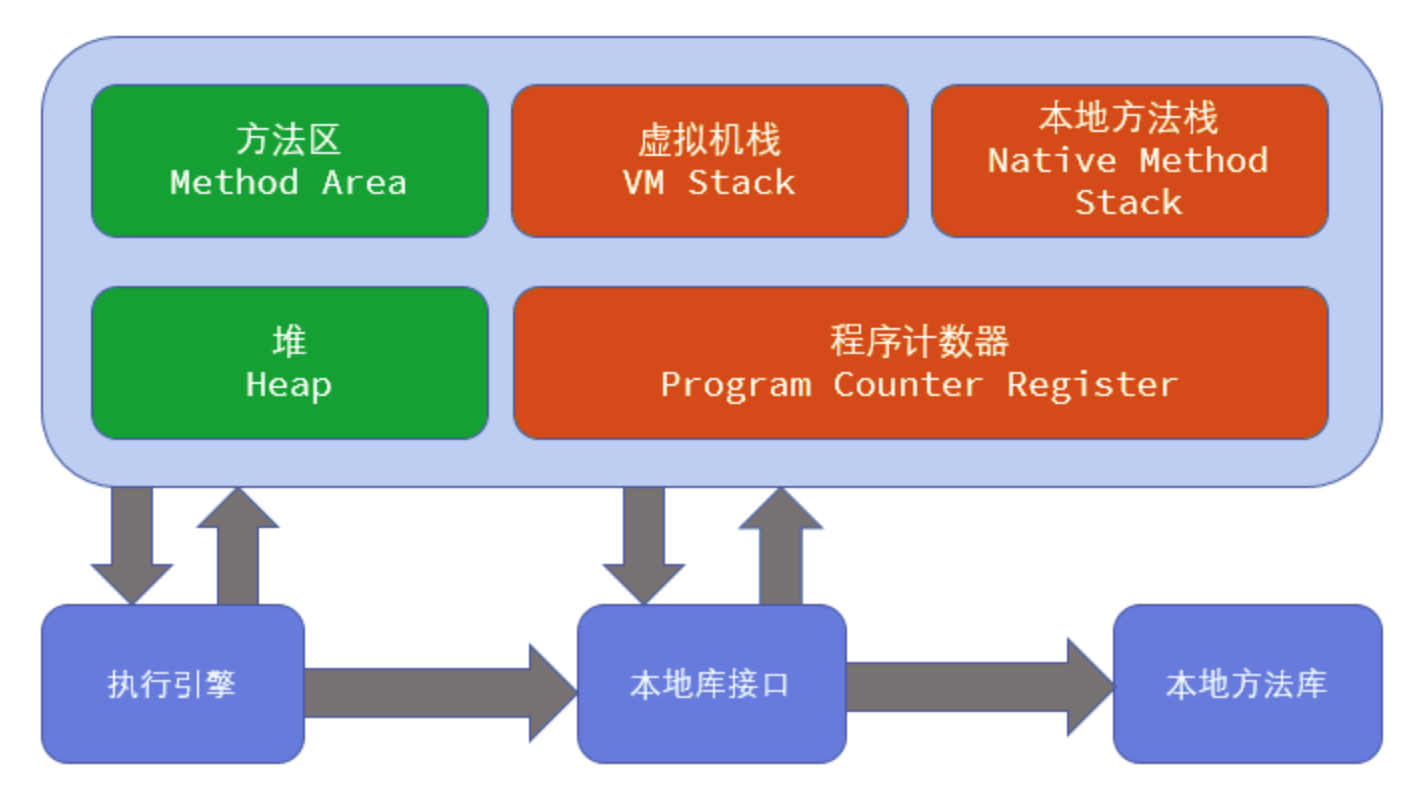 方法区
Method Area
虚拟机栈
VM Stack
本地方法栈
Native Method
Stack
堆
Heap
程序计数器
Program Counter Register
执行引擎
本地库接口
本地方法库